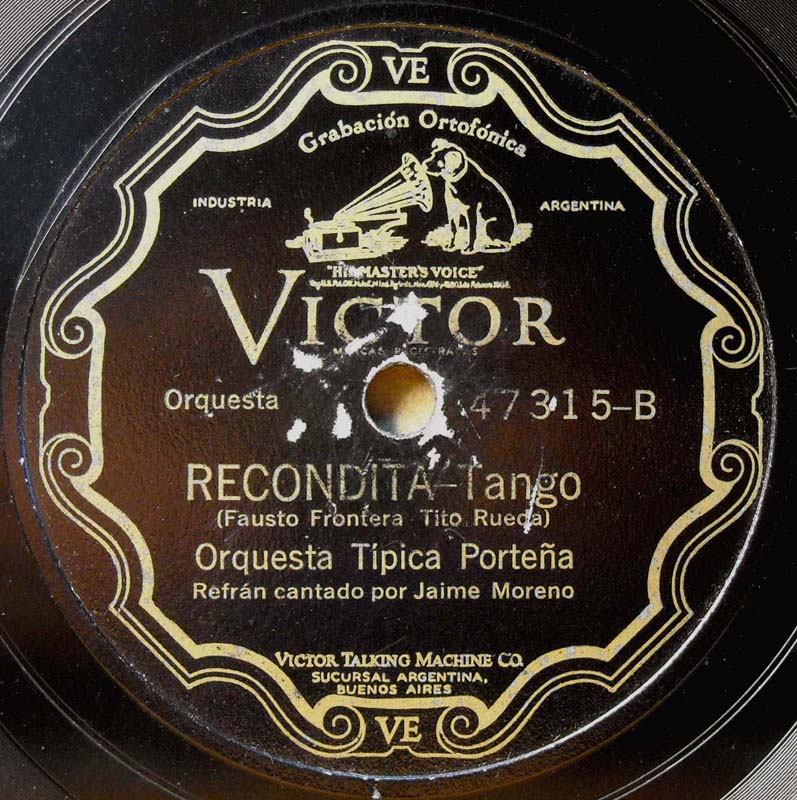 VE
Grabación Ortofónica
INDUSTRIA
ARGENTINA
MASTER'S VOICE"
VICTOR
Orquesta
47315-B
RECONDITA-Tango
(Fausto Frontera Tito Rueda)
Orquesta Típica Porteña
Refrán cantado por Jaime Moreno
VICTOR TALKING MACHINE CO.
SUCURSAL ARGENTINA,
BUENOS AIRES
VE